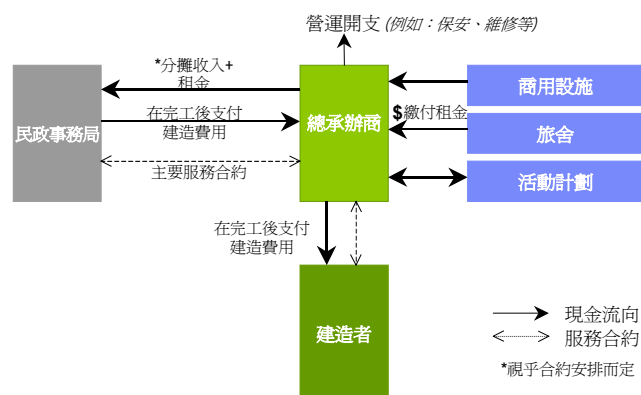 營運開支 (例如：保安、維修等)
*分攤收入+
租金
民政事務局
在完工後支付
建造費用
主要服務合約
總承辦商
$繳付租金
商用設施
旅舍
活動計劃
在完工後支付
建造費用
建造者
現金流向
服務合約
*視乎合約安排而定